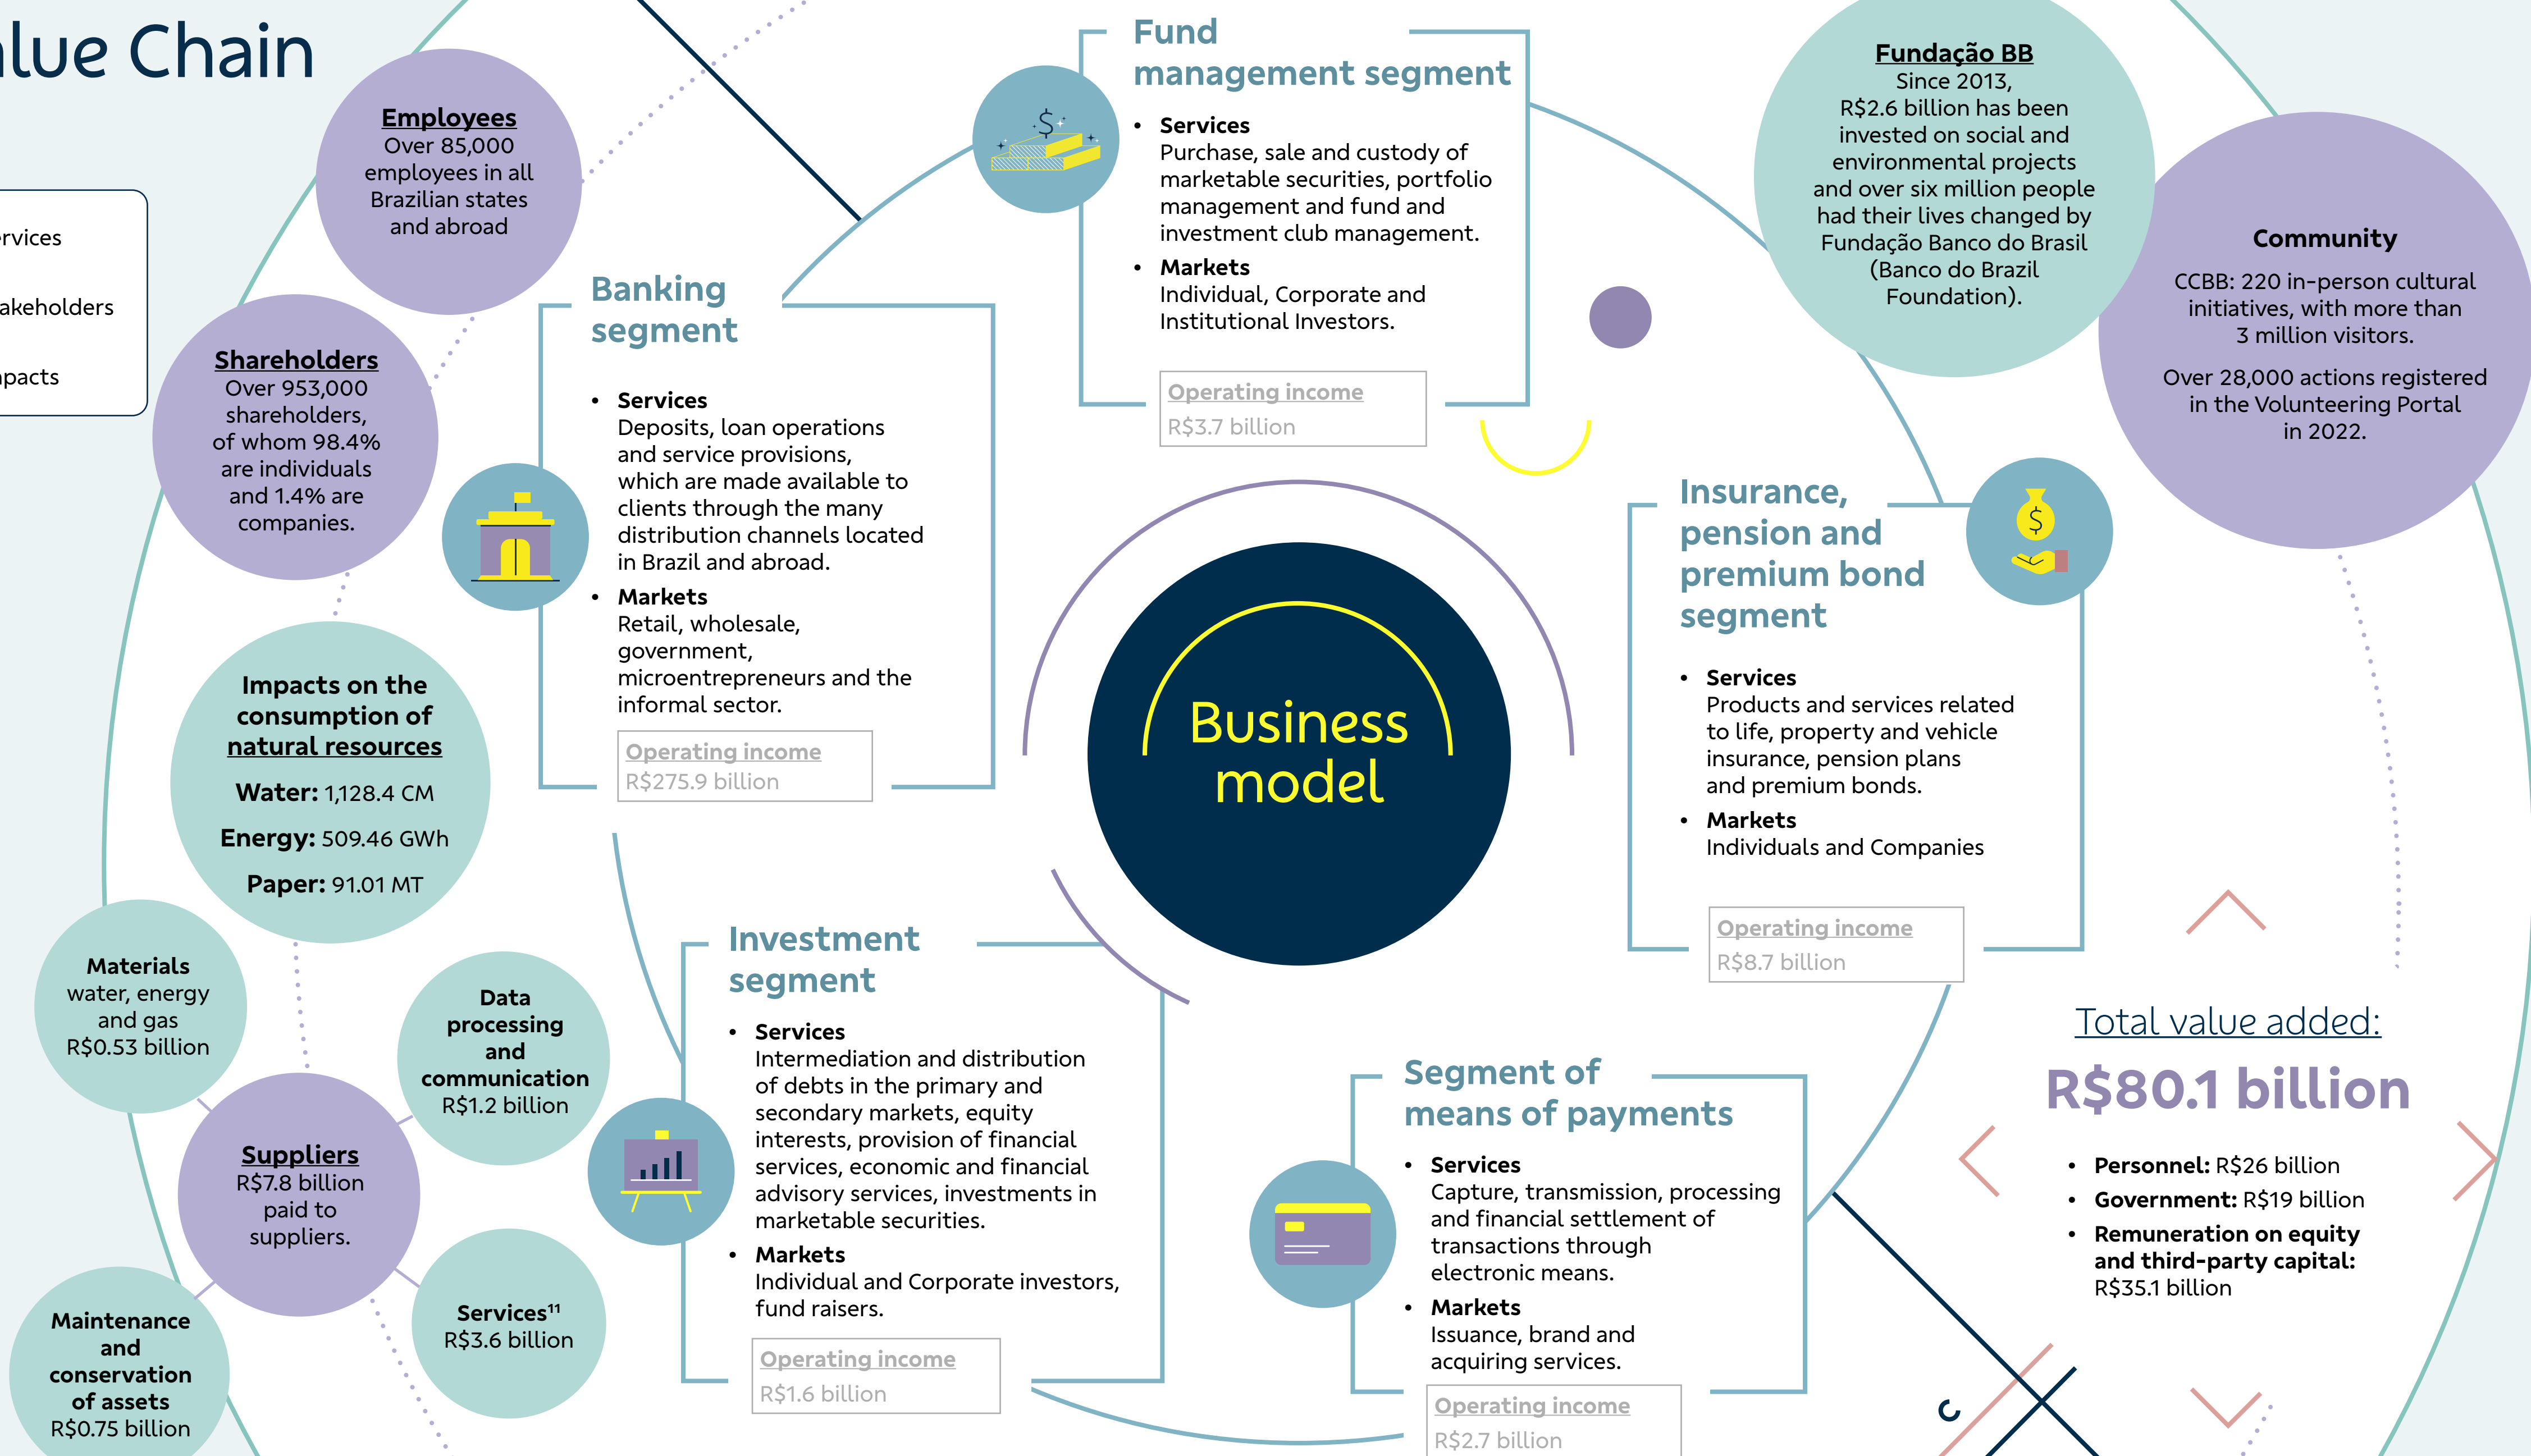 Chain
Employees
Over 85,000
employees in all
Brazilian states
and abroad
Shareholders
Over 953,000
shareholders,
of whom 98.4%
are individuals
and 1.4% are
companies.
Impacts on the
consumption of
natural resources
Water: 1,128.4 CM
Energy: 509.46 GWh
Paper: 91.01 MT
Materials
water, energy
and gas
R$0.53 billion
Data
processing
and
communication
R$1.2 billion
Suppliers
R$7.8 billion
paid to
suppliers.
Services¹¹
R$3.6 billion
Maintenance
and
conservation
of assets
R$0.75 billion
Banking
segment
• Services
Deposits, loan operations
and service provisions,
which are made available to
clients through the many
distribution channels located
in Brazil and abroad.
• Markets
Retail, wholesale,
government,
microentrepreneurs and the
informal sector.
Operating income
R$275.9 billion
Fund
management segment
• Services
Purchase, sale and custody of
marketable securities, portfolio
management and fund and
investment club management.
• Markets
Individual, Corporate and
Institutional Investors.
Operating income
R$3.7 billion
Business
model
Investment
segment
• Services
Intermediation and distribution
of debts in the primary and
secondary markets, equity
interests, provision of financial
services, economic and financial
advisory services, investments in
marketable securities.
• Markets
Individual and Corporate investors,
fund raisers.
Operating income
R$1.6 billion
Segment of
means of payments
• Services
Capture, transmission, processing
and financial settlement of
transactions through
electronic means.
• Markets
Issuance, brand and
acquiring services.
Operating income
R$2.7 billion
Insurance,
pension and
premium bond
segment
• Services
Products and services related
to life, property and vehicle
insurance, pension plans
and premium bonds.
• Markets
Individuals and Companies
Operating income
R$8.7 billion
Fundação BB
Since 2013,
R$2.6 billion has been
invested on social and
environmental projects
and over six million people
had their lives changed by
Fundação Banco do Brasil
(Banco do Brazil
Foundation).
Community
CCBB: 220 in-person cultural
initiatives, with more than
3 million visitors.
Over 28,000 actions registered
in the Volunteering Portal
in 2022.
Total value added:
R$80.1 billion
• Personnel: R$26 billion
• Government: R$19 billion
• Remuneration on equity
and third-party capital:
R$35.1 billion